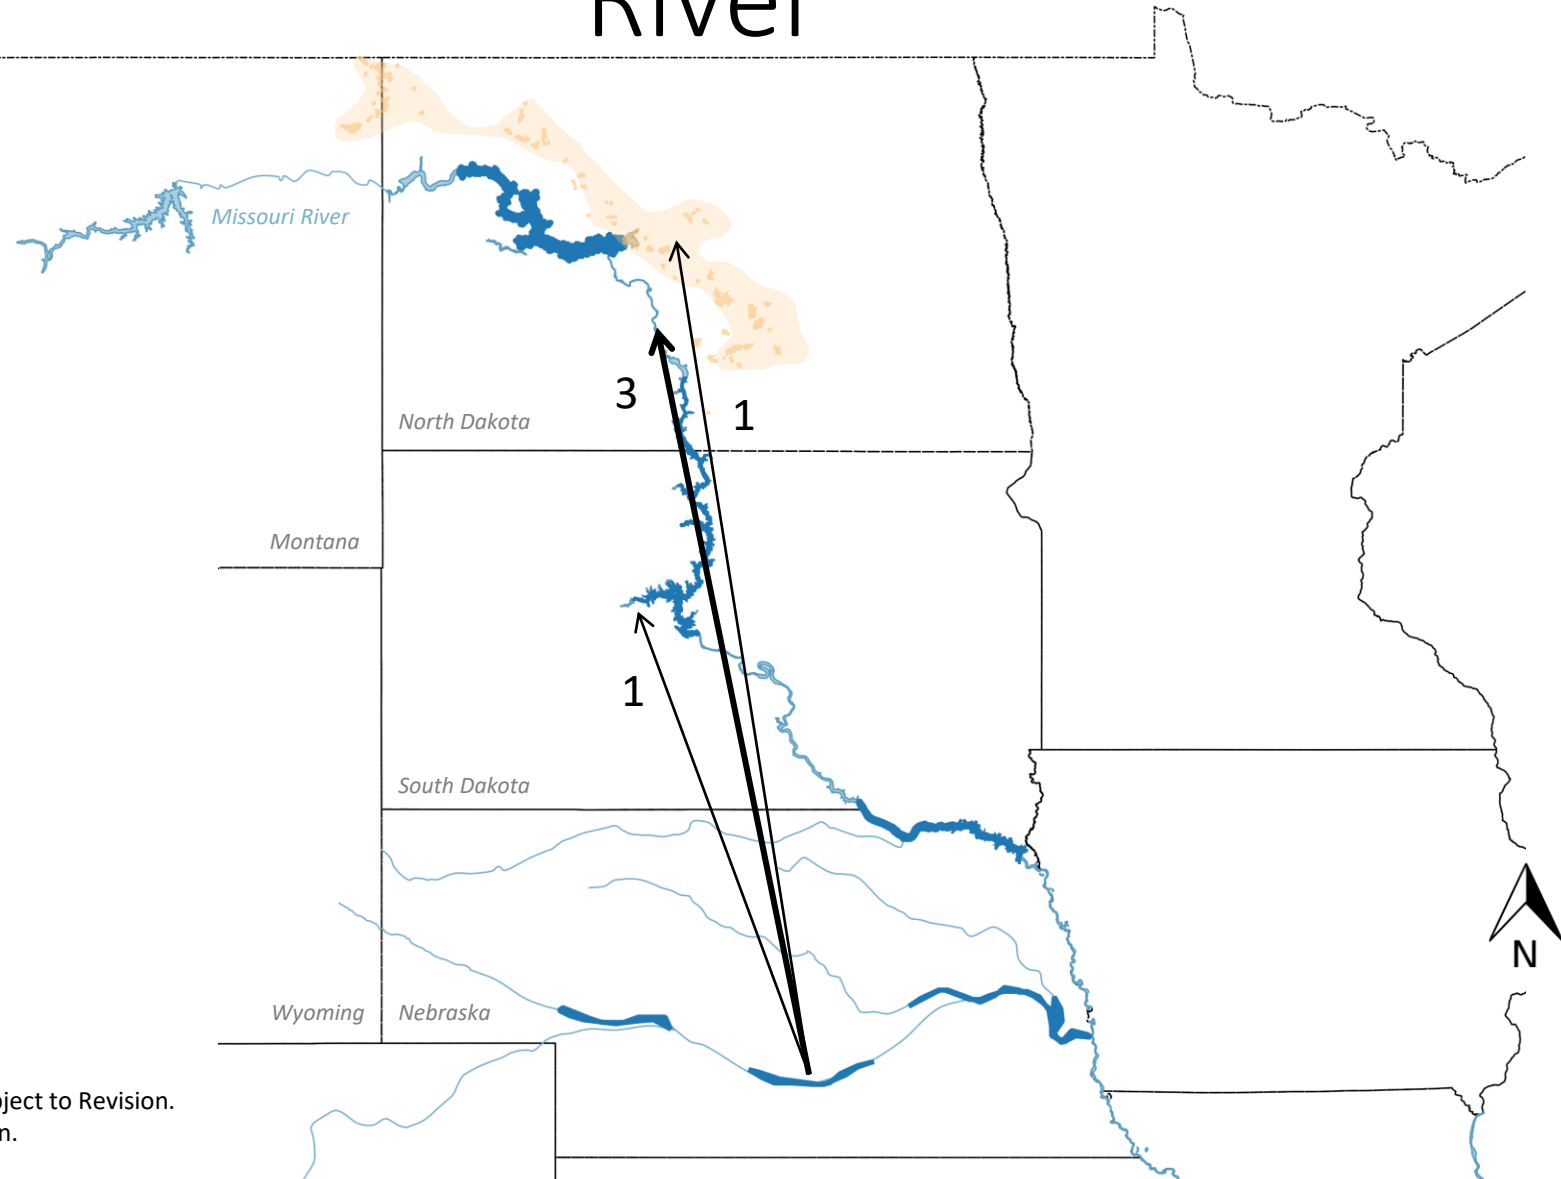 River
Missouri River
3
1
North Dakota
Montana
1
South Dakota
N
Wyoming
Nebraska
ject to Revision.
n.